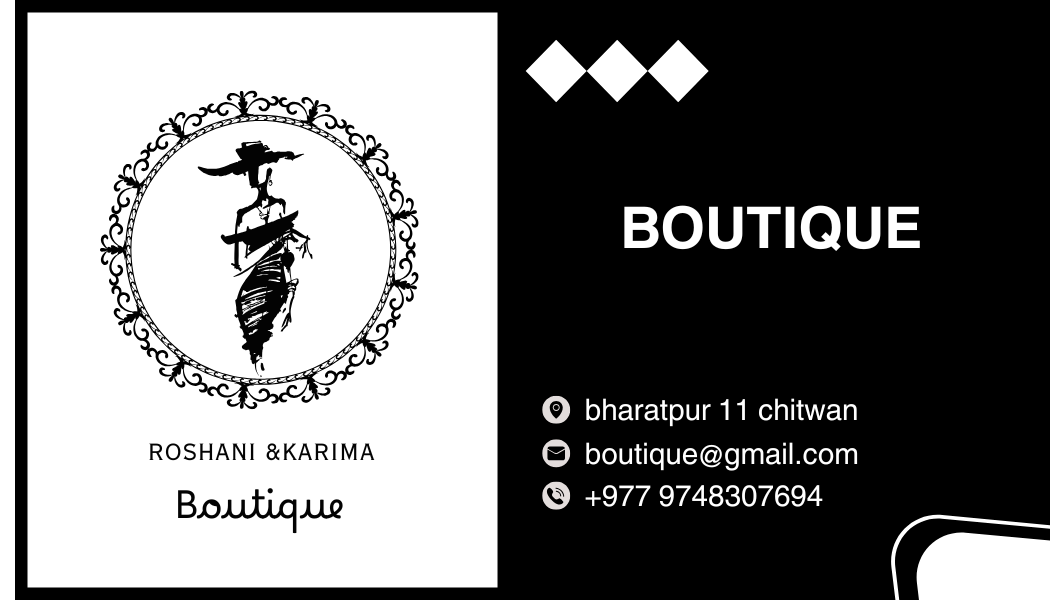 ROSHANI &KARIMA
Boutique
BOUTIQUE
bharatpur 11 chitwan
boutique@gmail.com
+977 9748307694